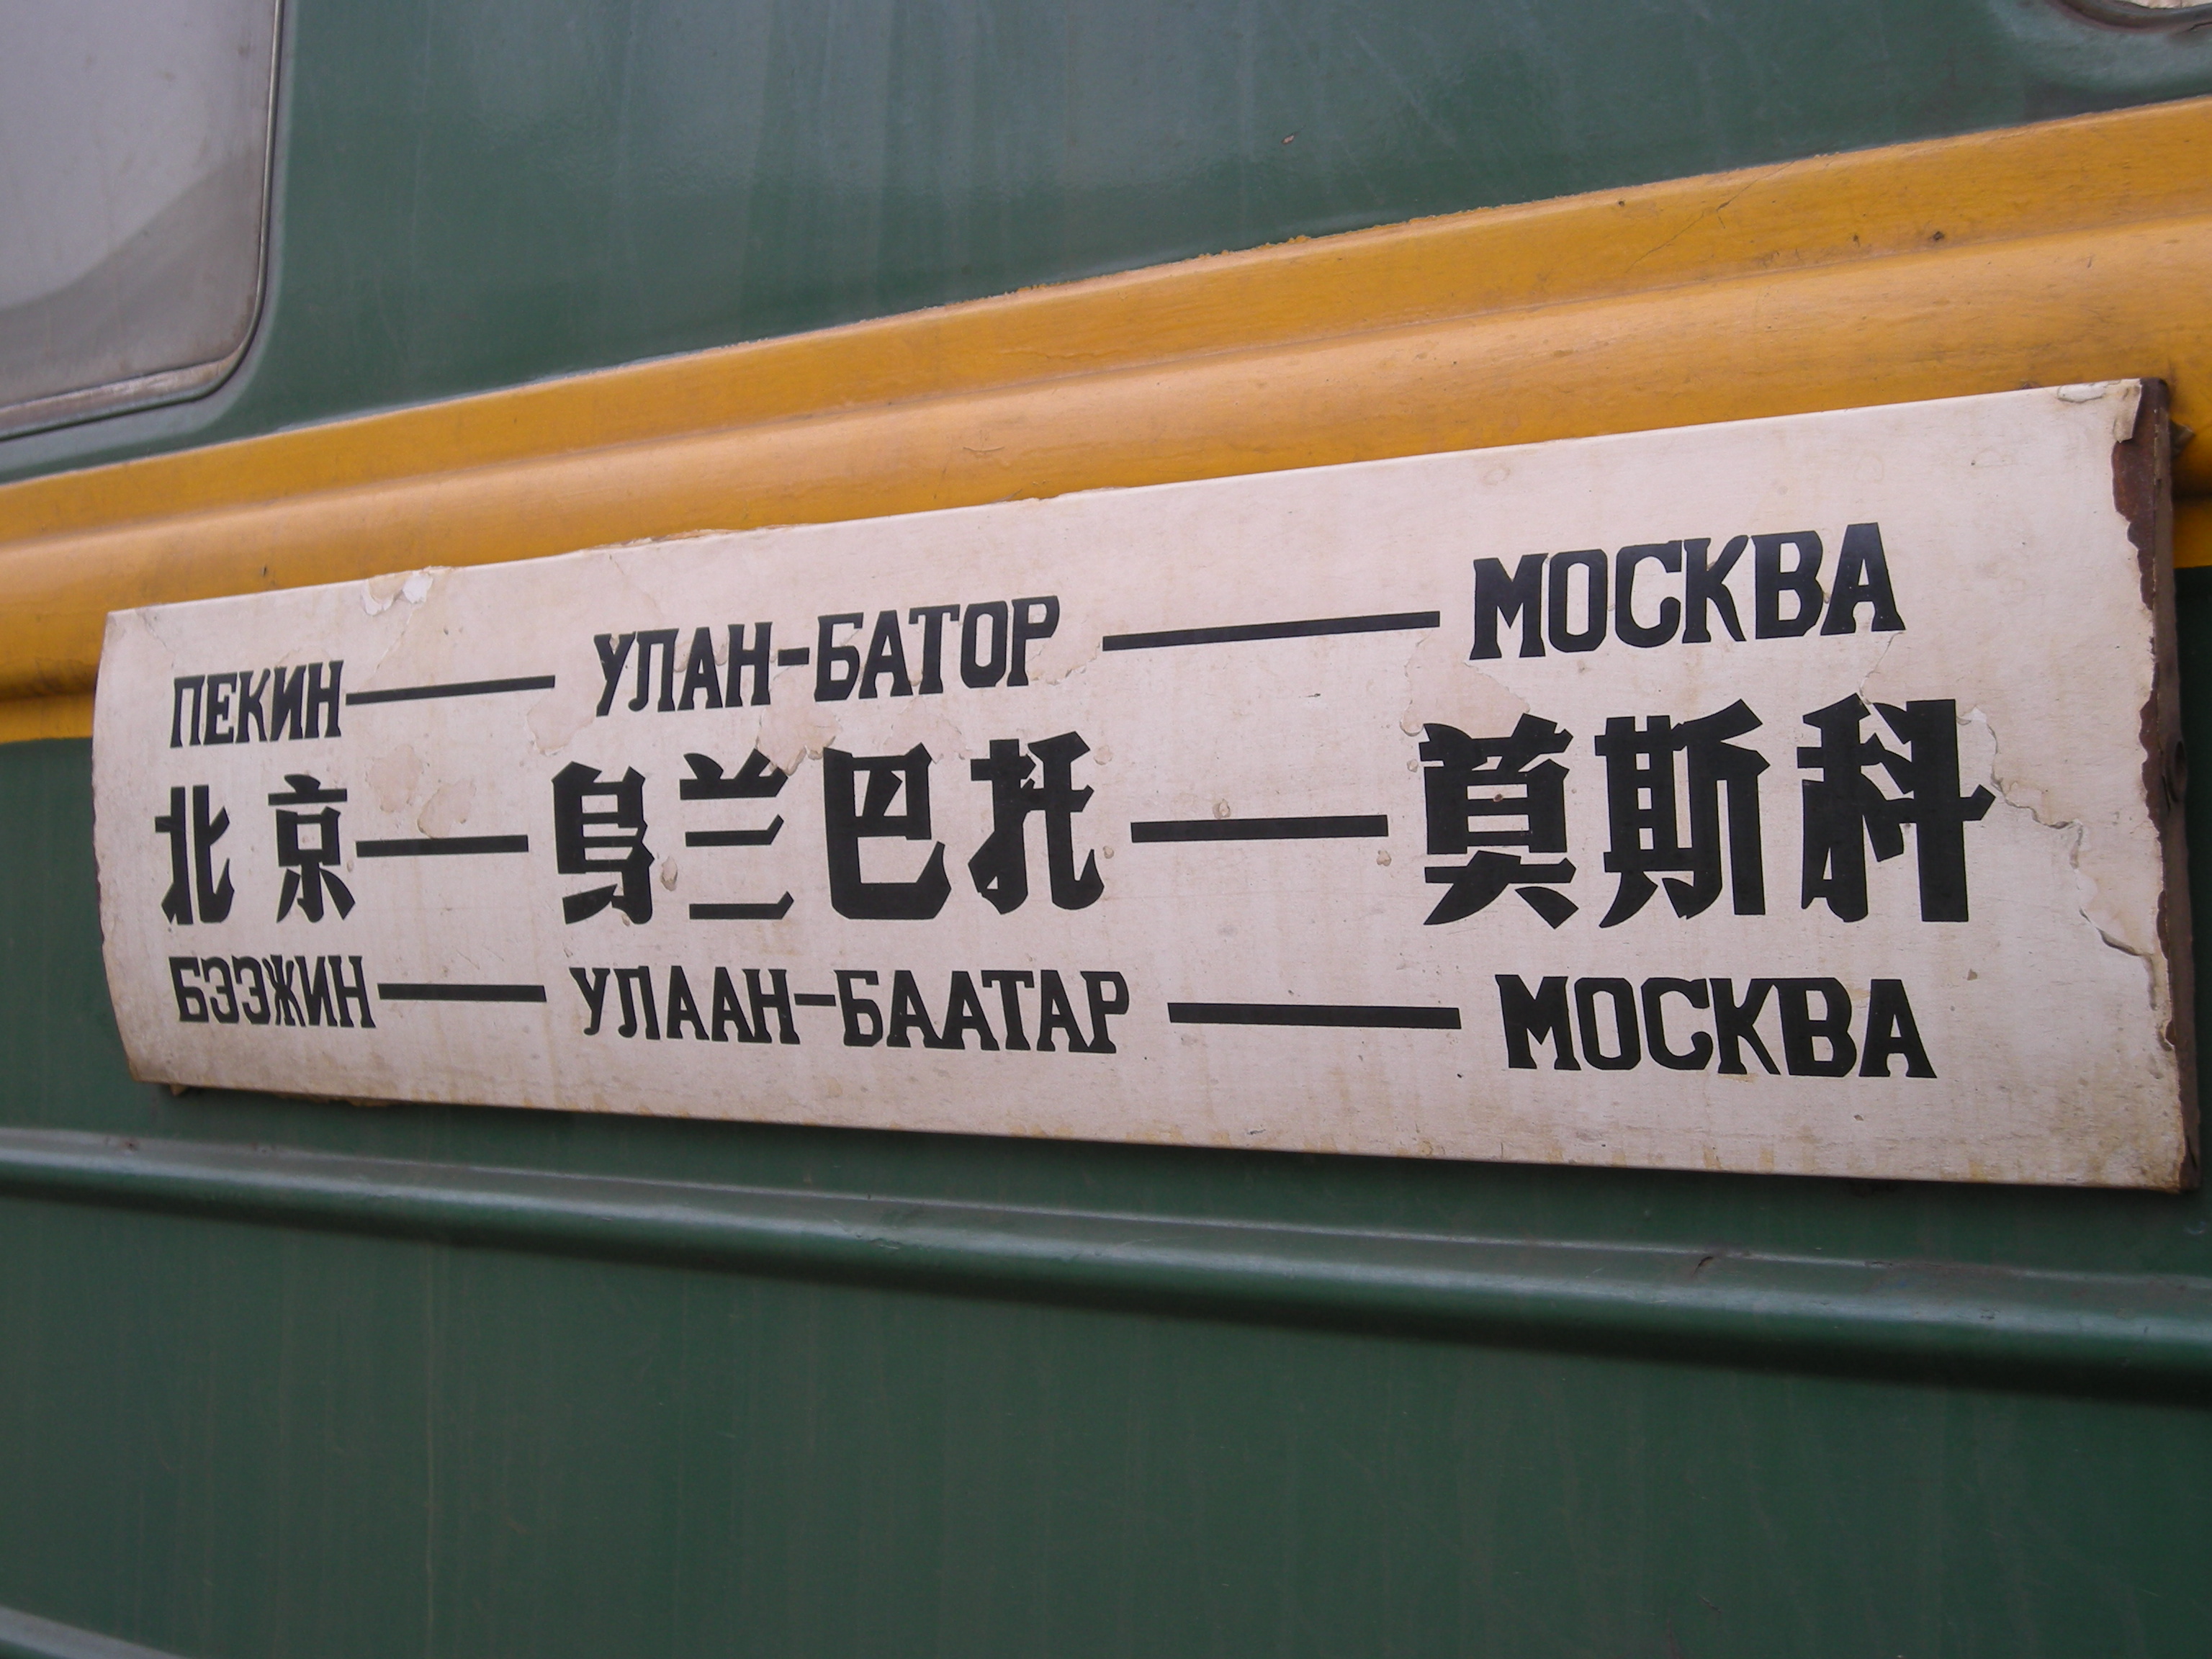 ПЕКИН — УЛАН-БАТОР — МОСКВА
北京 — 乌兰巴托 — 莫斯科
БЭЭЖИН — УЛААН-БААТАР — МОСКВА